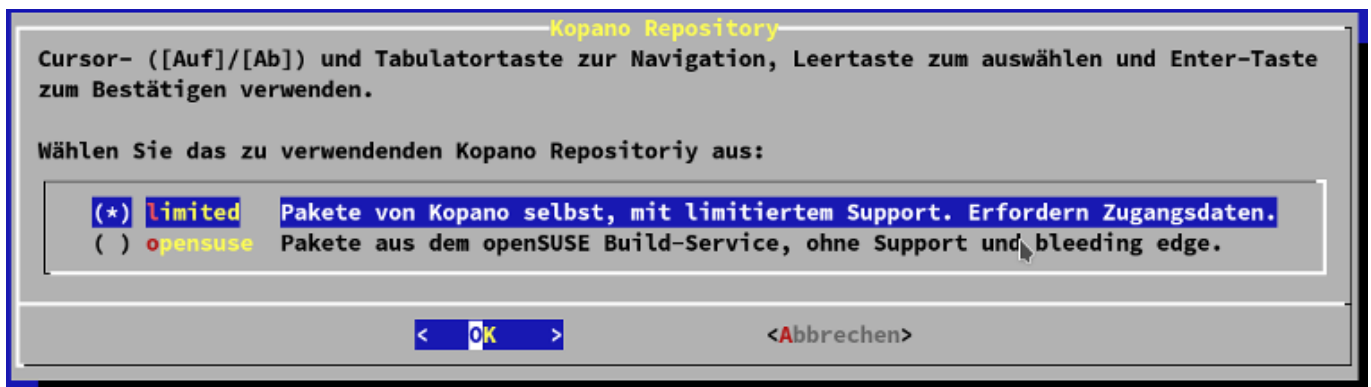 Kopano Repository
Cursor- ([Auf]/[Ab]) und Tabulatortaste zur Navigation, Leertaste zum auswählen und Enter-Taste
zum Bestätigen verwenden.
Wählen Sie das zu verwendenden Kopano Repositoriy aus:
(*) limited Pakete von Kopano selbst, mit limitiertem Support. Erfordern Zugangsdaten.
( ) opensuse Pakete aus dem openSUSE Build-Service, ohne Support und bleeding edge.
< OK > <Abbrechen>